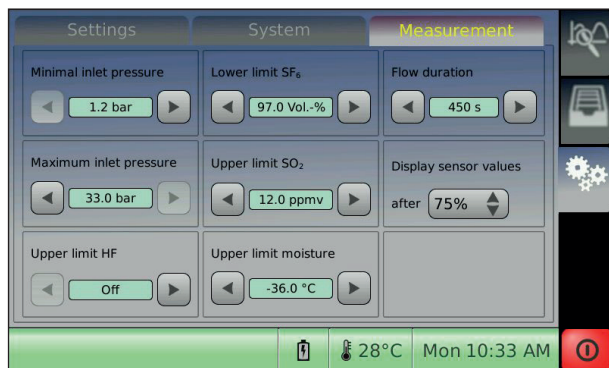 Settings
System
Measurement
Minimal inlet pressure
1.2 bar
Lower limit SF₆
97.0 Vol.-%
Flow duration
450 s
Maximum inlet pressure
33.0 bar
Upper limit SO₂
12.0 ppmv
Display sensor values
after 75%
Upper limit HF
Off
Upper limit moisture
-36.0 °C
28°C
Mon 10:33 AM